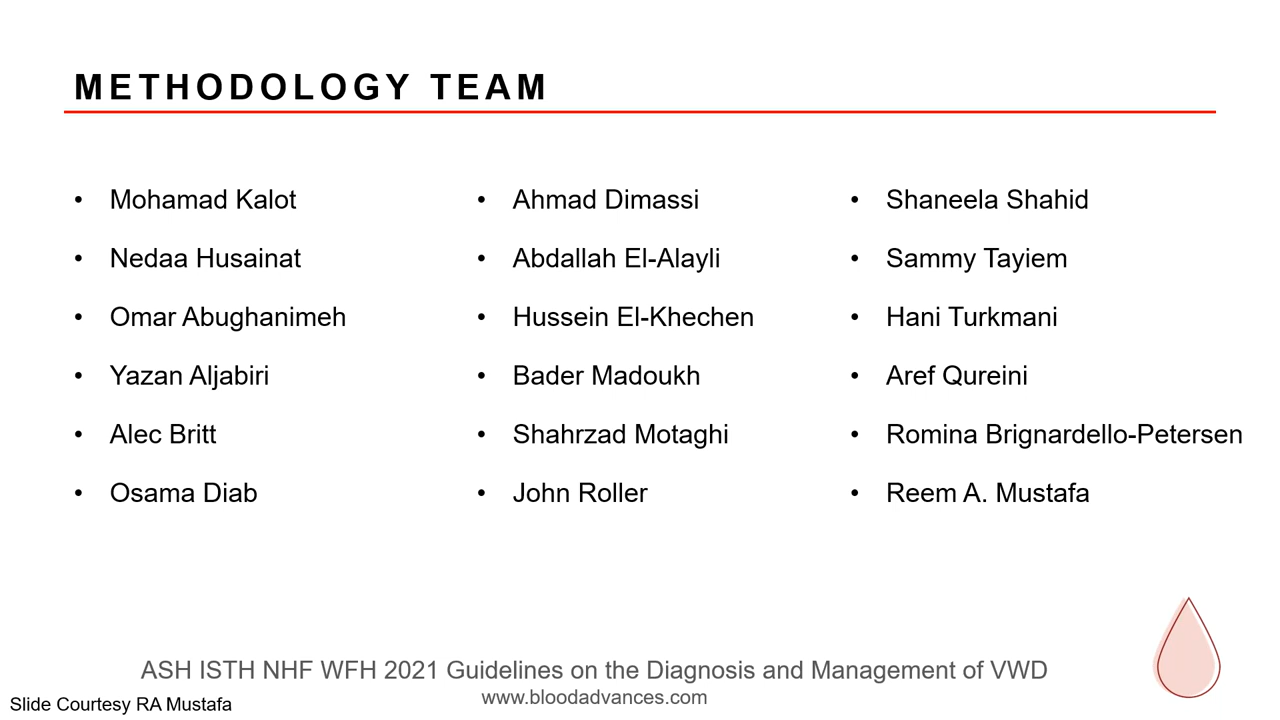 METHODOLOGY TEAM
• Mohamad Kalot
• Nedaa Husainat
• Omar Abughanimeh
• Yazan Aljabiri
• Alec Britt
• Osama Diab
• Ahmad Dimassi
• Abdallah El-Alayli
• Hussein El-Khechen
• Bader Madoukh
• Shahrzad Motaghi
• John Roller
• Shaneela Shahid
• Sammy Tayiem
• Hani Turkmani
• Aref Qureini
• Romina Brignardello-Petersen
• Reem A. Mustafa
ASH ISTH NHF WFH 2021 Guidelines on the Diagnosis and Management of VWD
www.bloodadvances.com
Slide Courtesy RA Mustafa